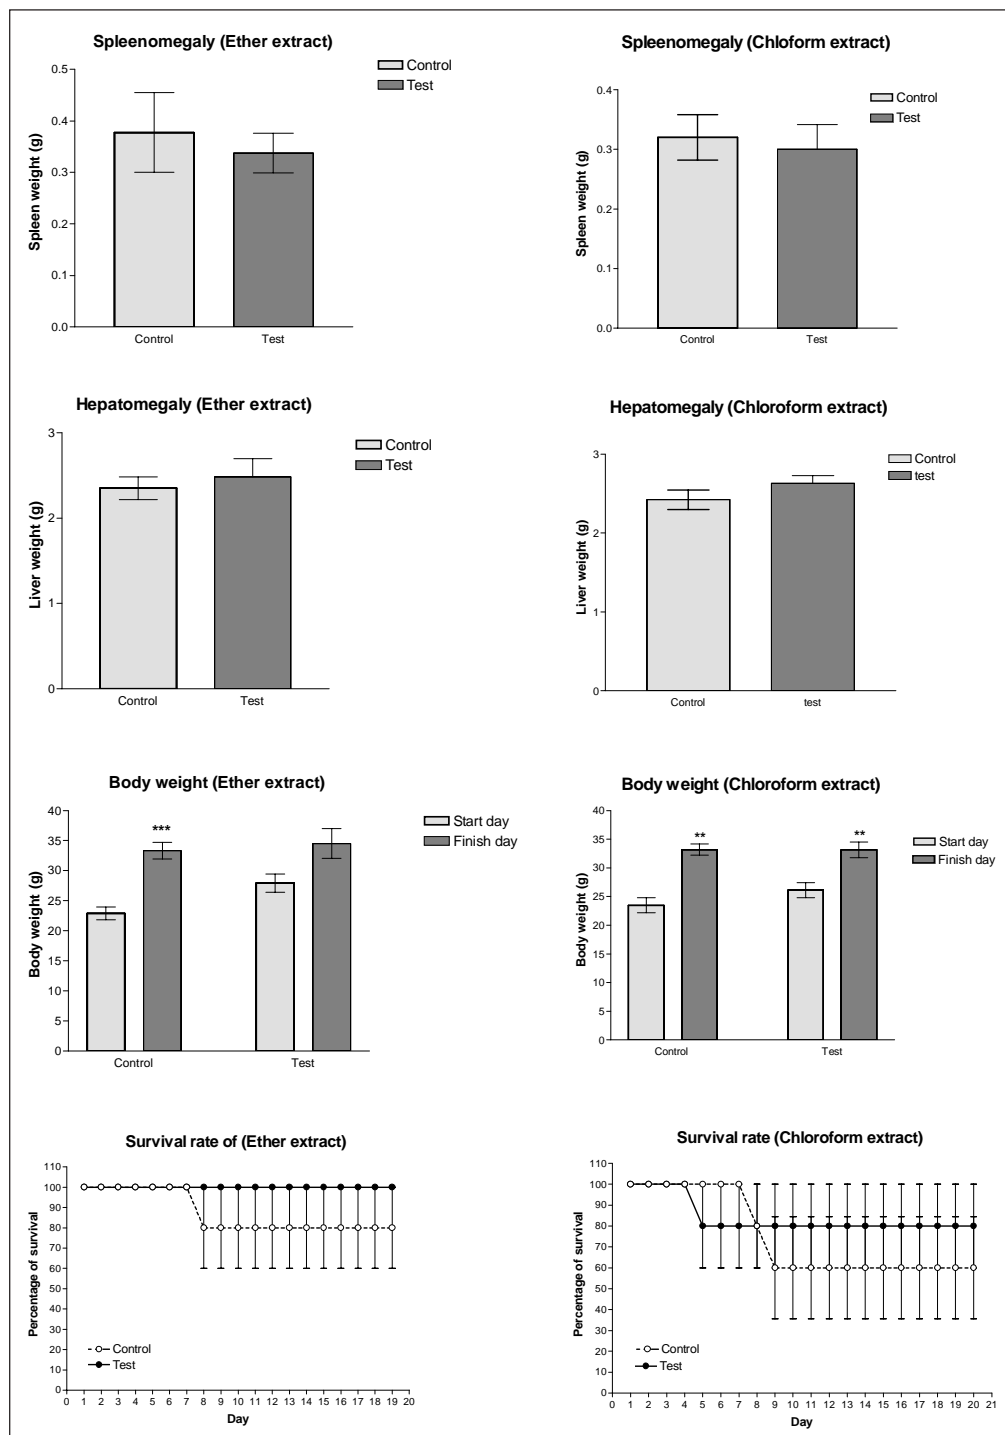 Spleenomegaly (Ether extract)
Control
Test
Spleen weight (g)
0.5
0.4
0.3
0.2
0.1
0.0
Control Test
Spleenomegaly (Chloform extract)
Control
Test
Spleen weight (g)
0.4
0.3
0.2
0.1
0.0
Control Test
Hepatomegaly (Ether extract)
Control
Test
Liver weight (g)
3
2
1
0
Control Test
Hepatomegaly (Chloroform extract)
Control
test
Liver weight (g)
3
2
1
0
Control test
Body weight (Ether extract)
Start day
Finish day
Body weight (g)
40
35
30
25
20
15
10
5
0
***
Control Test
Body weight (Chloroform extract)
Start day
Finish day
Body weight (g)
40
35
30
25
20
15
10
5
0
** **
Control Test
Survival rate of (Ether extract)
Percentage of survival
110
100
90
80
70
60
50
40
30
20
10
0
Control
Test
0 1 2 3 4 5 6 7 8 9 10 11 12 13 14 15 16 17 18 19 20
Day
Survival rate (Chloroform extract)
Percentage of survival
110
100
90
80
70
60
50
40
30
20
10
0
Control
Test
0 1 2 3 4 5 6 7 8 9 10 11 12 13 14 15 16 17 18 19 20 21
Day